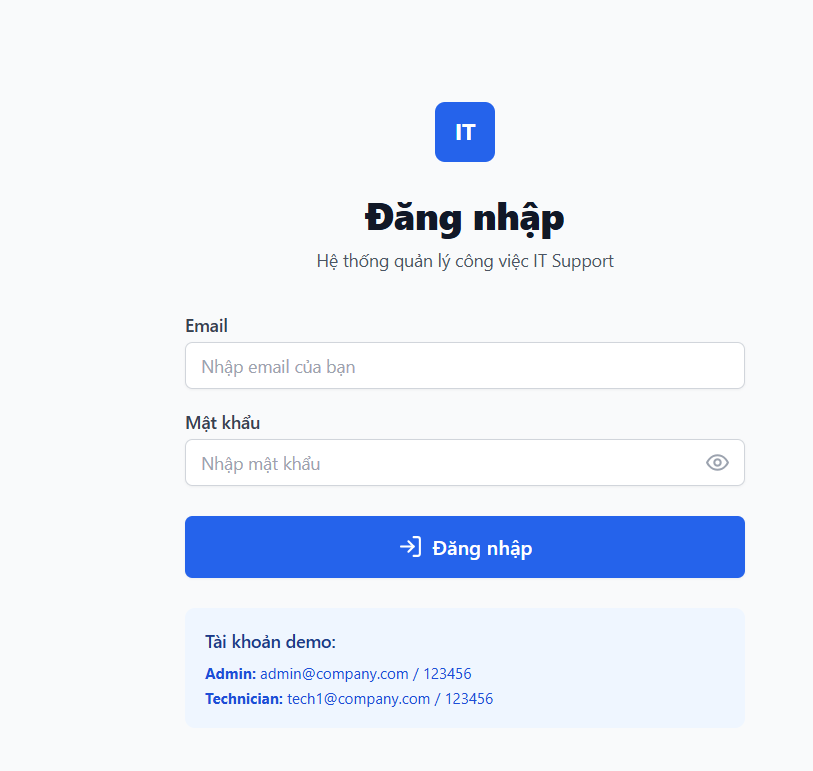 IT
Đăng nhập
Hệ thống quản lý công việc IT Support
Email
Nhập email của bạn
Mật khẩu
Nhập mật khẩu
Đăng nhập
Tài khoản demo:
Admin: admin@company.com / 123456
Technician: tech1@company.com / 123456